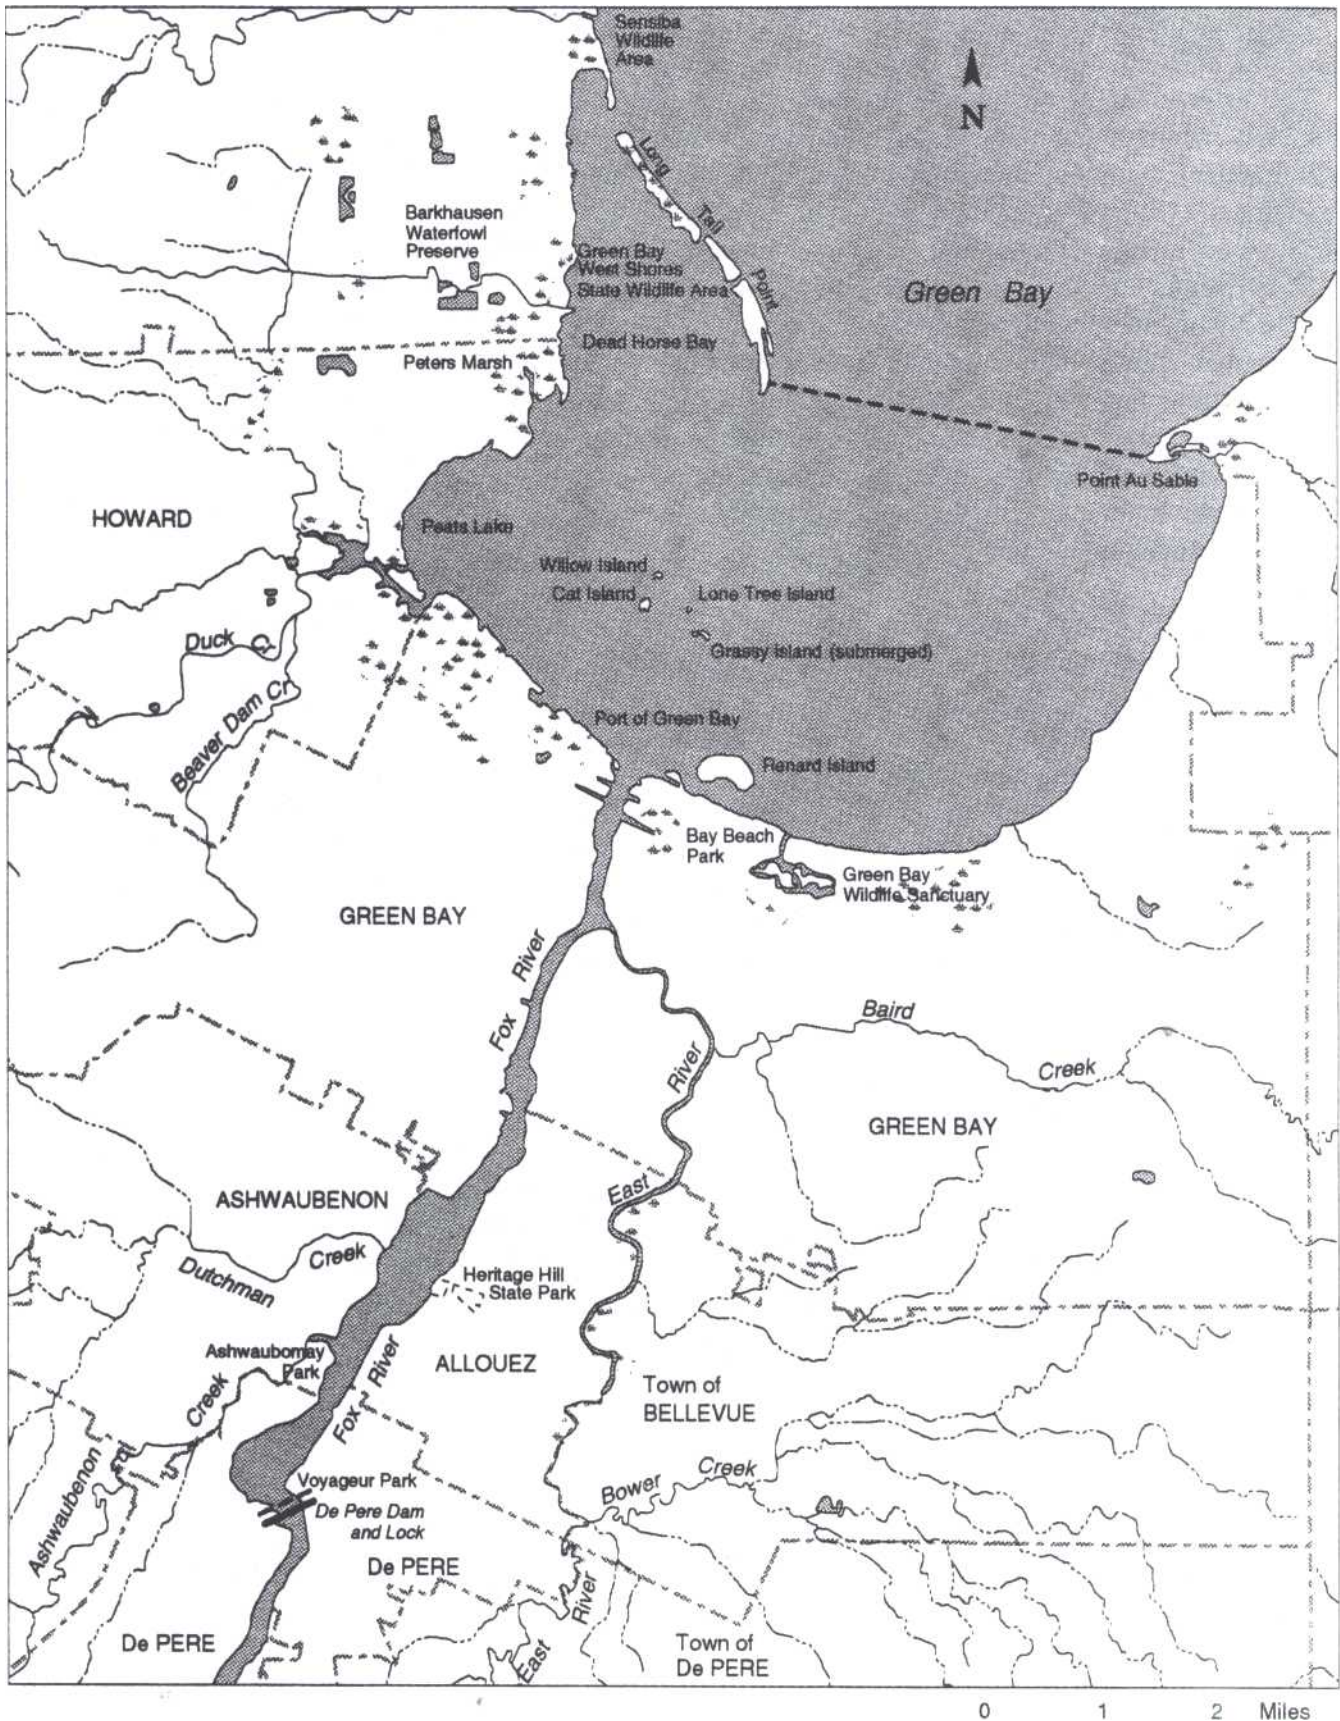 Sensiba
Wildlife
Area
N
Long
Tail
Point
Barkhausen
Waterfowl
Preserve
Green Bay
West Shores
State Wildlife Area
Green Bay
Dead Horse Bay
Peters Marsh
Point Au Sable
HOWARD
Peats Lake
Willow Island
Cat Island
Lone Tree Island
Grassy Island (submerged)
Duck Cr
Beaver Dam Cr
Port of Green Bay
Renard Island
Bay Beach
Park
Green Bay
Wildlife Sanctuary
GREEN BAY
Fox River
Baird
Creek
East River
GREEN BAY
ASHWAUBENON
Dutchman
Creek
Heritage Hill
State Park
Ashwaubomay
Park
Fox River
ALLOUEZ
Town of
BELLEVUE
Ashwaubenon
Creek
Voyageur Park
De Pere Dam
and Lock
Bower
Creek
De PERE
East River
De PERE
Town of
De PERE
0 1 2 Miles